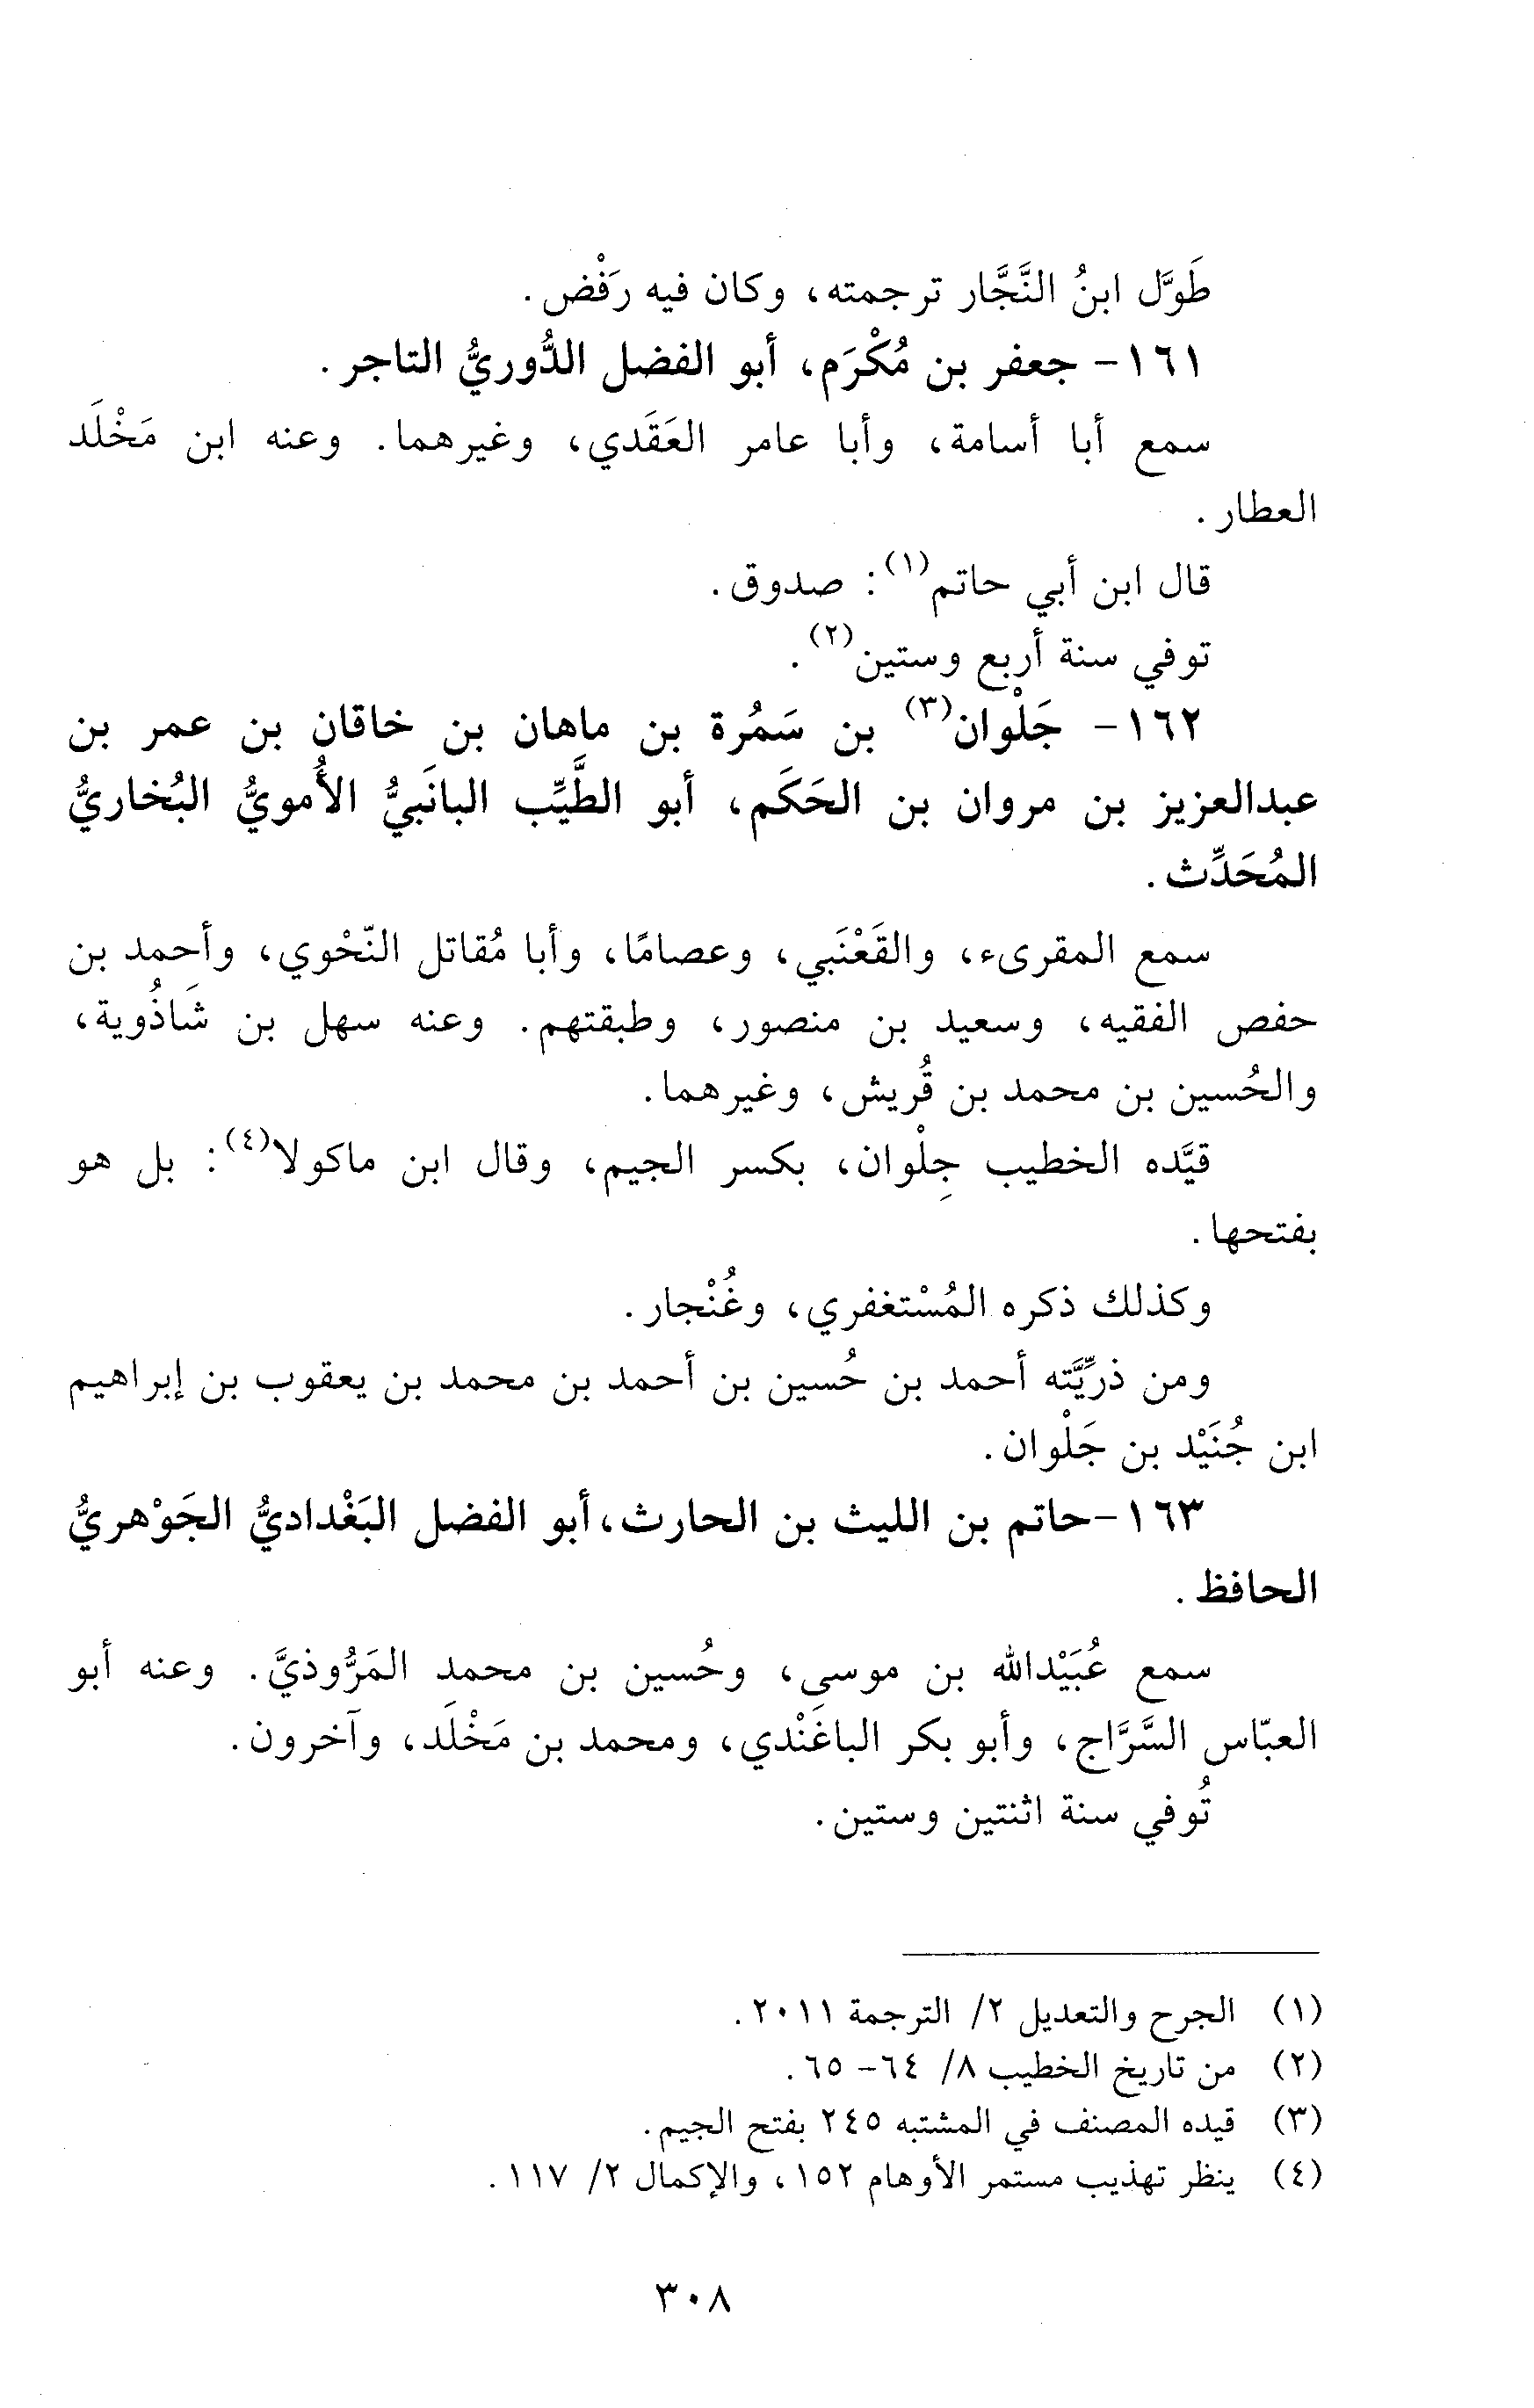 طَوَّل ابنُ النَّجَّار ترجمته، وكان فيه رَفْض.
١٦١- جعفر بن مُكْرَم، أبو الفضل الدُّوريُّ التاجر.
سمع أبا أسامة، وأبا عامر العَقَدي، وغيرهما. وعنه ابن مَخْلَد
العطار.
قال ابن أبي حاتم(١): صدوق.
توفي سنة أربع وستين(٢).
١٦٢- جَلْوان(٣) بن سَمُرة بن ماهان بن خاقان بن عمر بن
عبدالعزيز بن مروان بن الحَكَم، أبو الطَّيِّب البانَبيُّ الأُمويُّ البُخاريُّ
المُحَدِّث.
سمع المقرىء، والقَعْنَبي، وعصامًا، وأبا مُقاتل النّحْوي، وأحمد بن
حفص الفقيه، وسعيد بن منصور، وطبقتهم. وعنه سهل بن شَاذُوية،
والحُسين بن محمد بن قُريش، وغيرهما.
قيَّده الخطيب جِلْوان، بكسر الجيم، وقال ابن ماكولا(٤): بل هو
بفتحها.
وكذلك ذكره المُسْتغفري، وغُنْجار.
ومن ذرِّيَّته أحمد بن حُسين بن أحمد بن محمد بن يعقوب بن إبراهيم
ابن جُنَيْد بن جَلْوان.
١٦٣-حاتم بن الليث بن الحارث،أبو الفضل البَغْداديُّ الجَوْهريُّ
الحافظ.
سمع عُبَيْدالله بن موسى، وحُسين بن محمد المَرُّوذيَّ. وعنه أبو
العبّاس السَّرَّاج، وأبو بكر الباغَنْدي، ومحمد بن مَخْلَد، وآخرون.
تُوفي سنة اثنتين وستين.
(١) الجرح والتعديل ٢/ الترجمة ٢٠١١.
(٢) من تاريخ الخطيب ٨/ ٦٤- ٦٥.
(٣) قيده المصنف في المشتبه ٢٤٥ بفتح الجيم.
(٤) ينظر تهذيب مستمر الأوهام ١٥٢، والإكمال ٢/ ١١٧.
٣٠٨